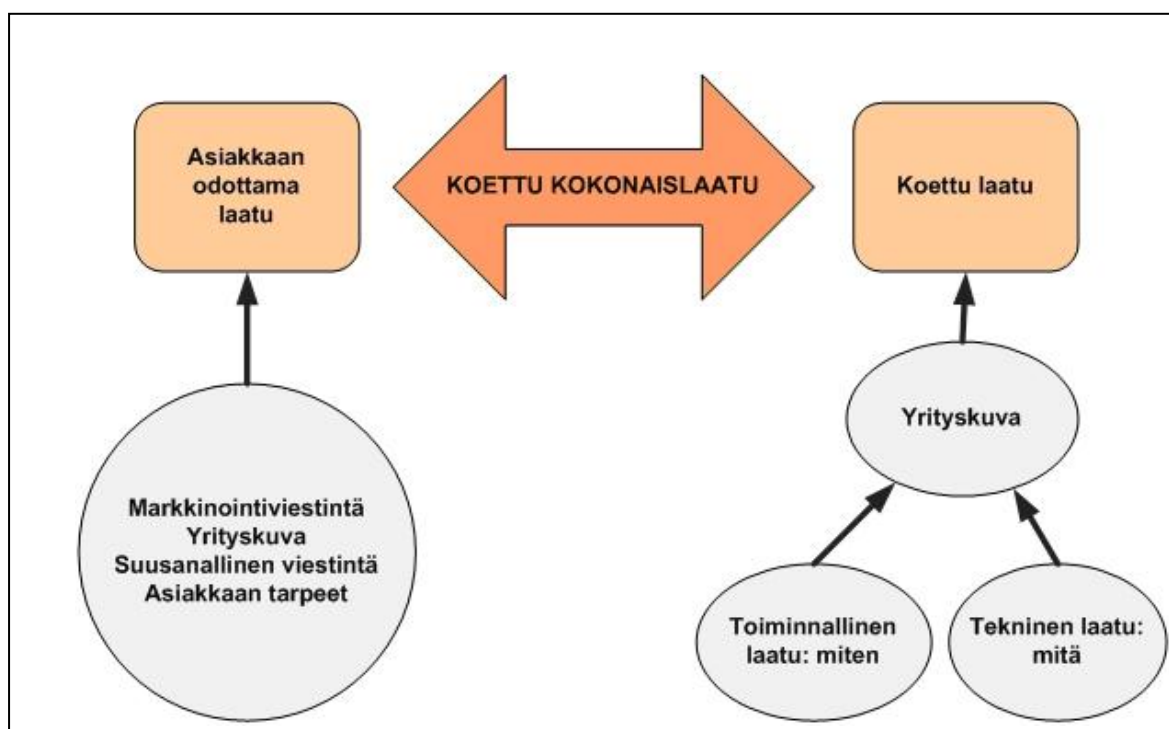 Asiakkaan
odottama
laatu
KOETTU KOKONAISLAATU
Koettu laatu
Yrityskuva
Markkinointiviestintä
Yrityskuva
Suusanallinen viestintä
Asiakkaan tarpeet
Toiminnallinen
laatu: miten
Tekninen laatu:
mitä